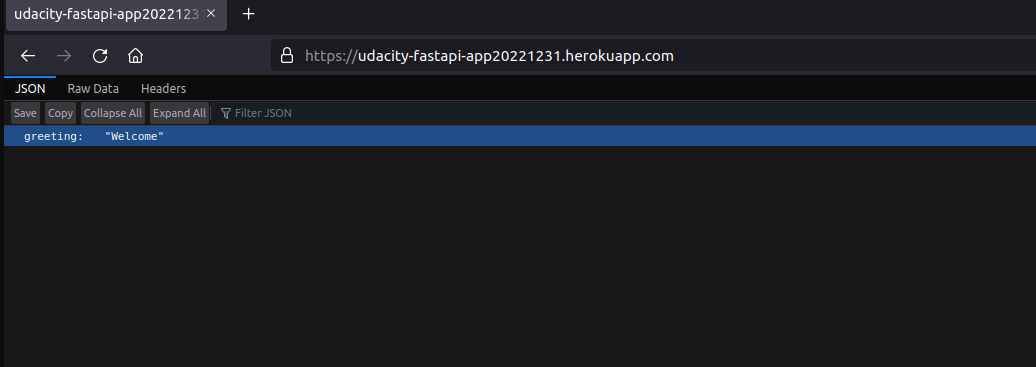 udacity-fastapi-app20221231
https://udacity-fastapi-app20221231.herokuapp.com
JSON Raw Data Headers
Save Copy Collapse All Expand All Filter JSON
greeting: "Welcome"